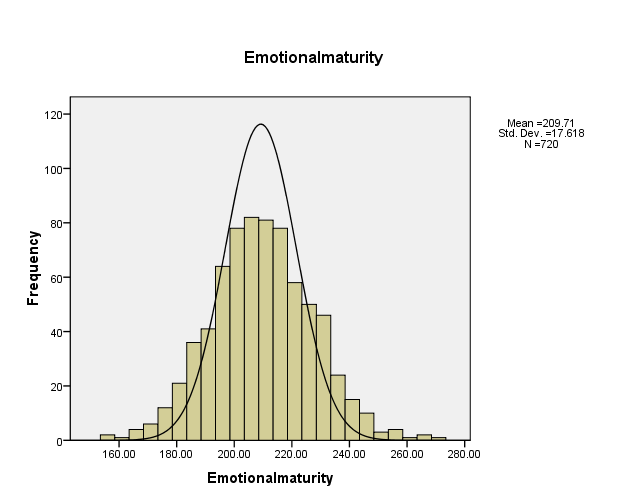 Emotionalmaturity
Mean =209.71
Std. Dev. =17.618
N =720
120
100
80
60
40
20
0
Frequency
160.00 180.00 200.00 220.00 240.00 260.00 280.00
Emotionalmaturity